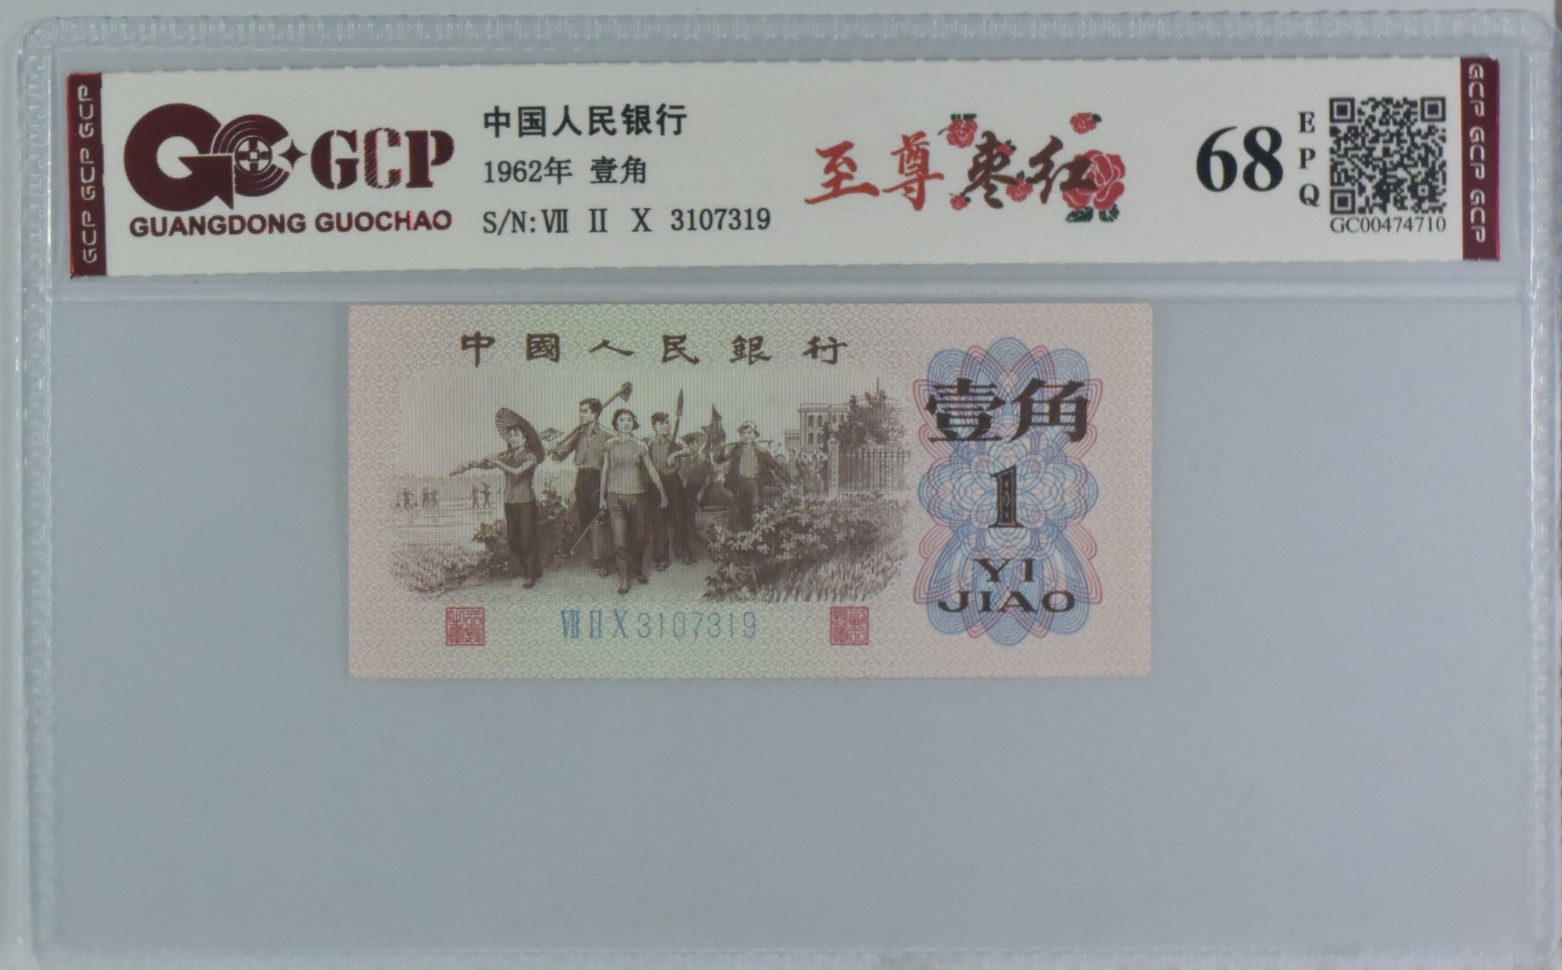 GCP GCP GCP
GCP
GUANGDONG GUOCHAO
中国人民银行
1962年 壹角
S/N: Ⅶ Ⅱ Ⅹ 3107319
至尊枣红
68
EPQ
GC00474710
GCP GCP GCP
中國人民銀行
壹角
1
YI
JIAO
Ⅶ Ⅱ Ⅹ 3107319